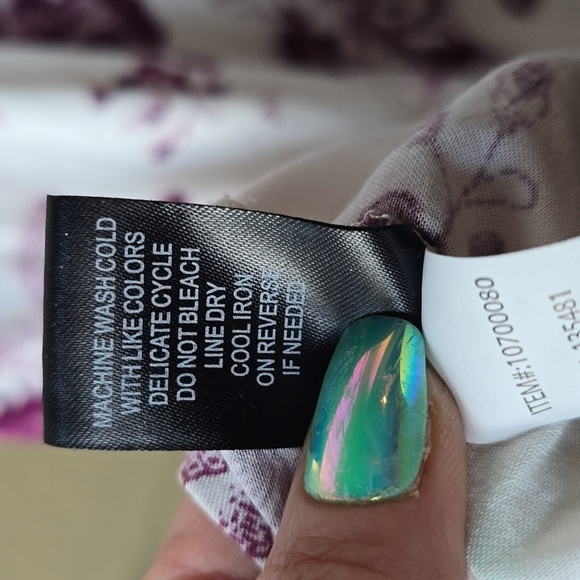 MACHINE WASH COLD
WITH LIKE COLORS
DELICATE CYCLE
DO NOT BLEACH
LINE DRY
COOL IRON
ON REVERSE
IF NEEDED
ITEM#:10700080